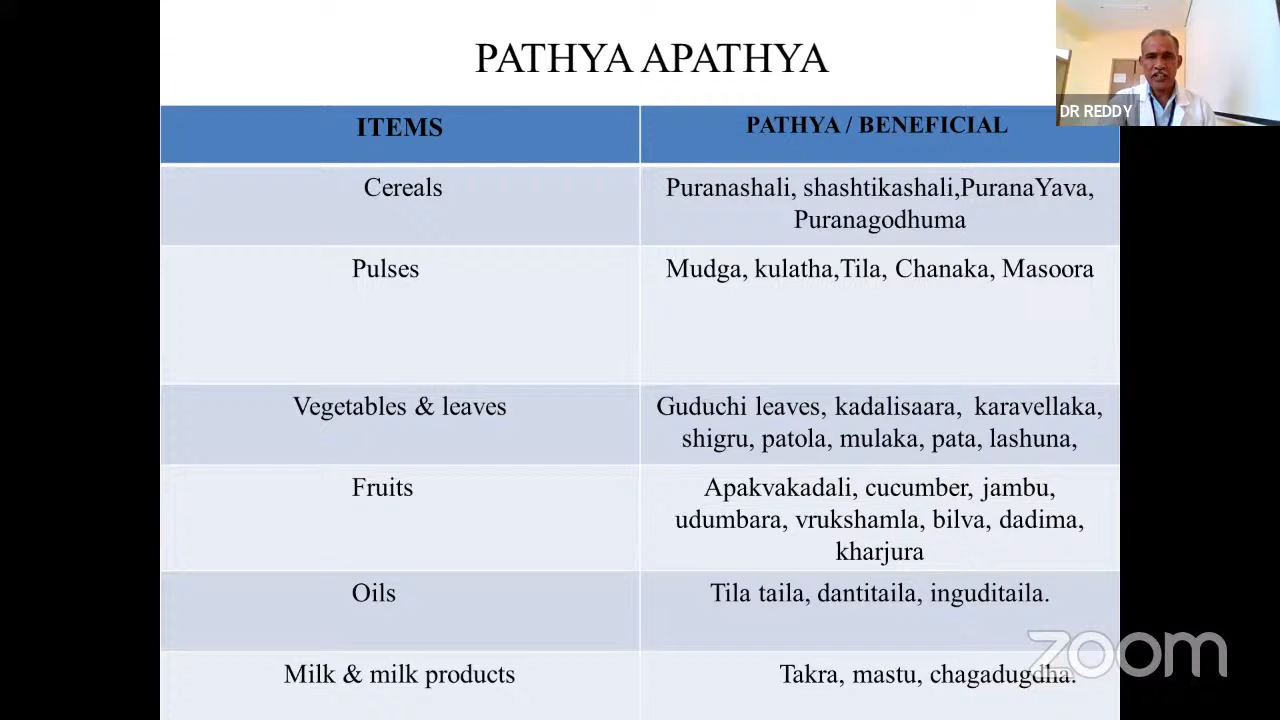 PATHYA APATHYA
DR REDDY
ITEMS
PATHYA / BENEFICIAL
Cereals
Puranashali, shashtikashali,PuranaYava,
Puranagodhuma
Pulses
Mudga, kulatha,Tila, Chanaka, Masoora
Vegetables & leaves
Guduchi leaves, kadalisaara, karavellaka,
shigru, patola, mulaka, pata, lashuna,
Fruits
Apakvakadali, cucumber, jambu,
udumbara, vrukshamla, bilva, dadima,
kharjura
Oils
Tila taila, dantitaila, inguditaila.
Milk & milk products
Takra, mastu, chagadugdha.
zoom